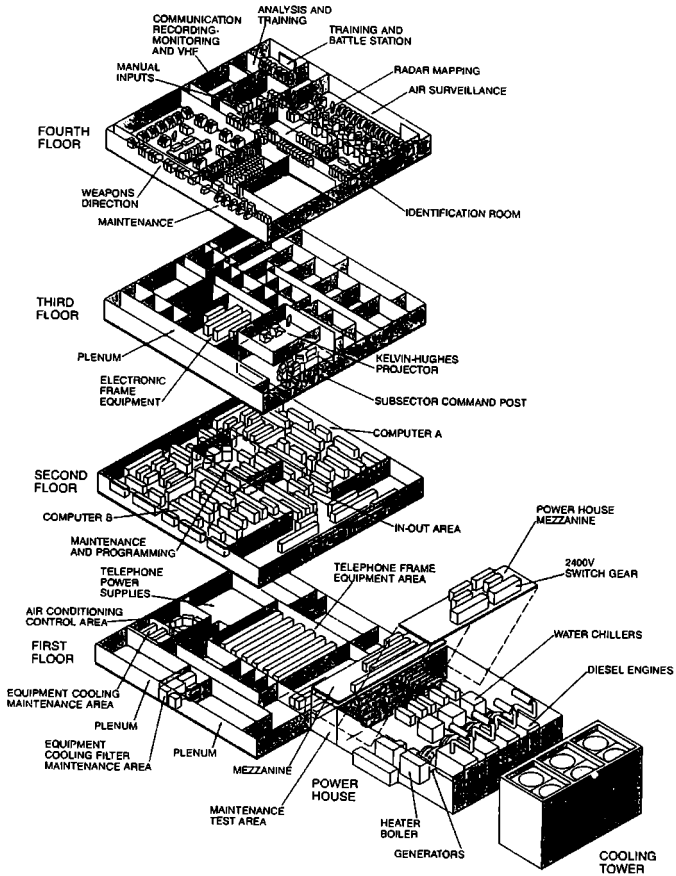 COMMUNICATION
RECORDING-
MONITORING
AND VHF
ANALYSIS AND
TRAINING
TRAINING AND
BATTLE STATION
MANUAL
INPUTS
RADAR MAPPING
AIR SURVEILLANCE
FOURTH
FLOOR
WEAPONS
DIRECTION
MAINTENANCE
IDENTIFICATION ROOM
THIRD
FLOOR
PLENUM
ELECTRONIC
FRAME
EQUIPMENT
KELVIN-HUGHES
PROJECTOR
SUBSECTOR COMMAND POST
COMPUTER A
SECOND
FLOOR
COMPUTER B
MAINTENANCE
AND PROGRAMMING
IN-OUT AREA
POWER HOUSE
MEZZANINE
2400V
SWITCH GEAR
TELEPHONE
POWER
SUPPLIES
TELEPHONE FRAME
EQUIPMENT AREA
AIR CONDITIONING
CONTROL AREA
FIRST
FLOOR
WATER CHILLERS
DIESEL ENGINES
EQUIPMENT COOLING
MAINTENANCE AREA
PLENUM
EQUIPMENT
COOLING FILTER
MAINTENANCE AREA
PLENUM
MEZZANINE
POWER
HOUSE
MAINTENANCE
TEST AREA
HEATER
BOILER
GENERATORS
COOLING
TOWER